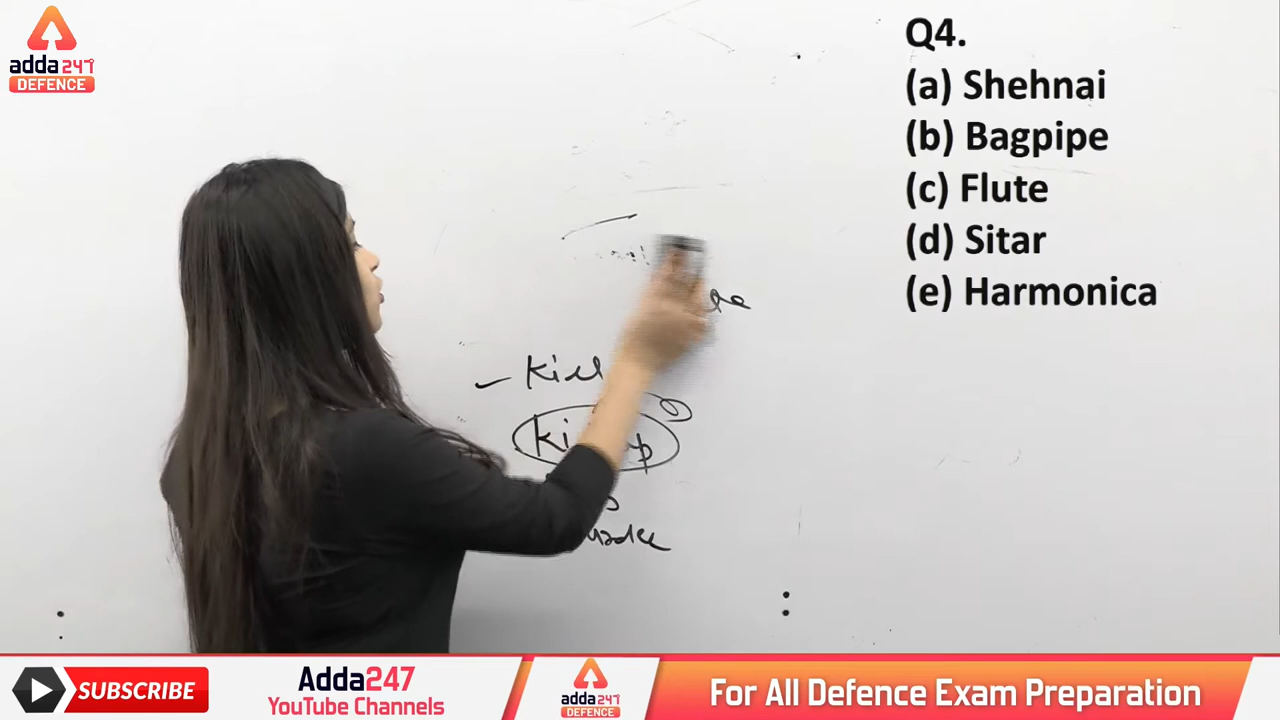 adda247
DEFENCE
Q4.
(a) Shehnai
(b) Bagpipe
(c) Flute
(d) Sitar
(e) Harmonica
SUBSCRIBE
Adda247
YouTube Channels
adda247
DEFENCE
For All Defence Exam Preparation